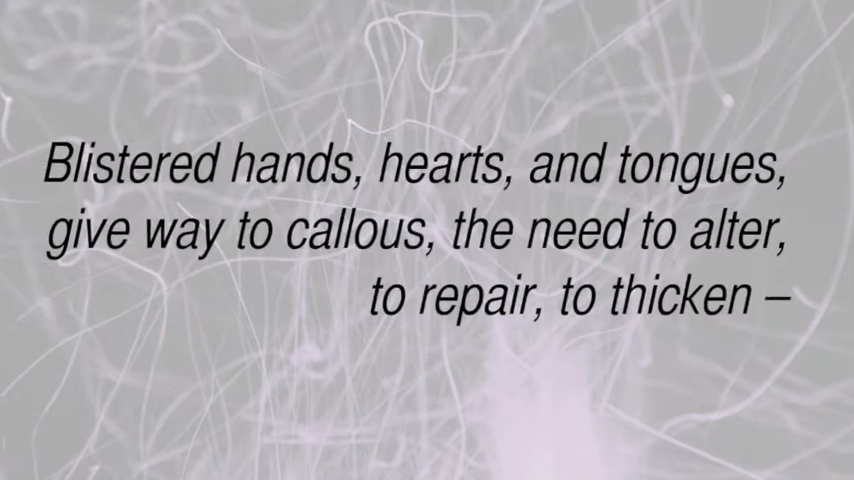 Blistered hands, hearts, and tongues,
give way to callous, the need to alter,
to repair, to thicken –